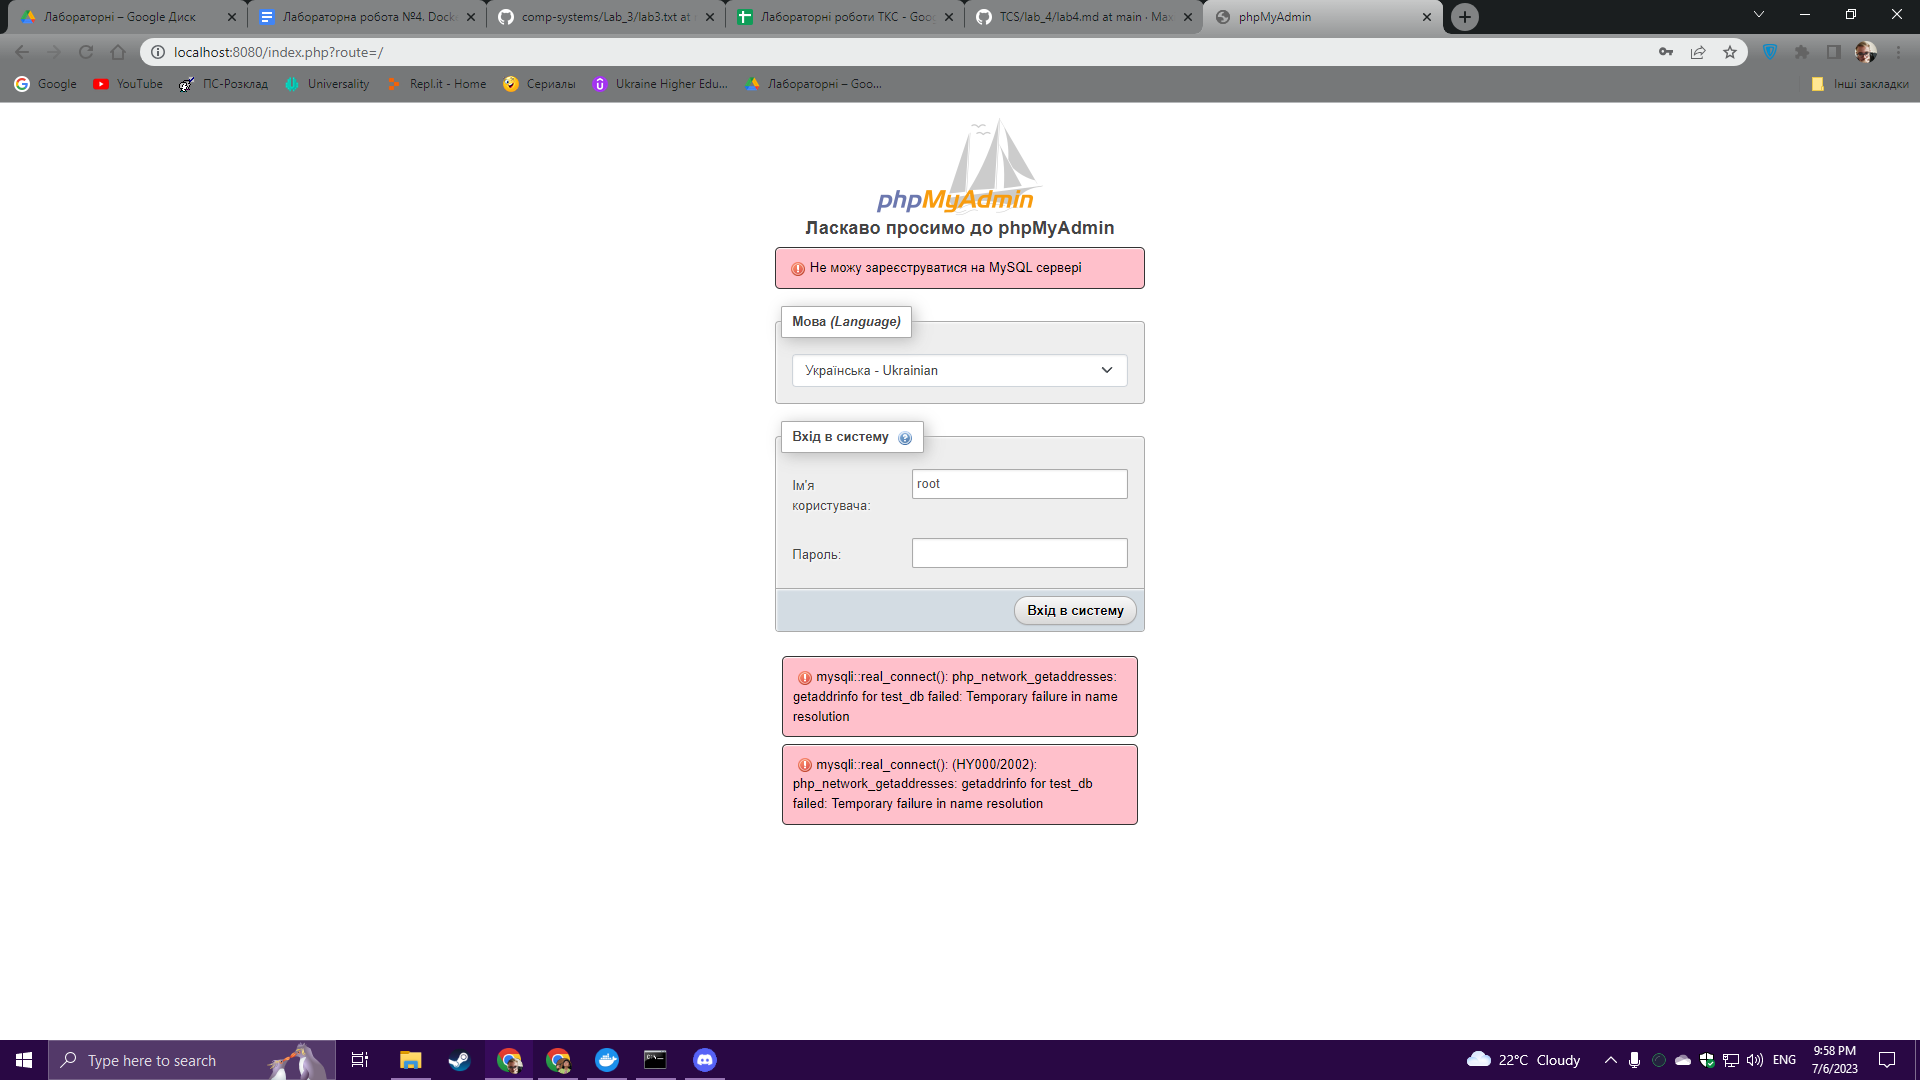 Лабораторні – Google Диск
Лабораторна робота №4. Dock
comp-systems/Lab_3/lab3.txt at
Лабораторні роботи ТКС - Goo
TCS/lab_4/lab4.md at main · Max
phpMyAdmin
localhost:8080/index.php?route=/
Google
YouTube
ПС-Розклад
Universality
Repl.it - Home
Сериалы
Ukraine Higher Edu...
Лабораторні – Goo...
Інші закладки
phpMyAdmin
Ласкаво просимо до phpMyAdmin
Не можу зареєструватися на MySQL сервері
Мова (Language)
Українська - Ukrainian
Вхід в систему
Ім'я
користувача:
root
Пароль:
Вхід в систему
mysqli::real_connect(): php_network_getaddresses:
getaddrinfo for test_db failed: Temporary failure in name
resolution
mysqli::real_connect(): (HY000/2002):
php_network_getaddresses: getaddrinfo for test_db
failed: Temporary failure in name resolution
Type here to search
22°C Cloudy
ENG
9:58 PM
7/6/2023